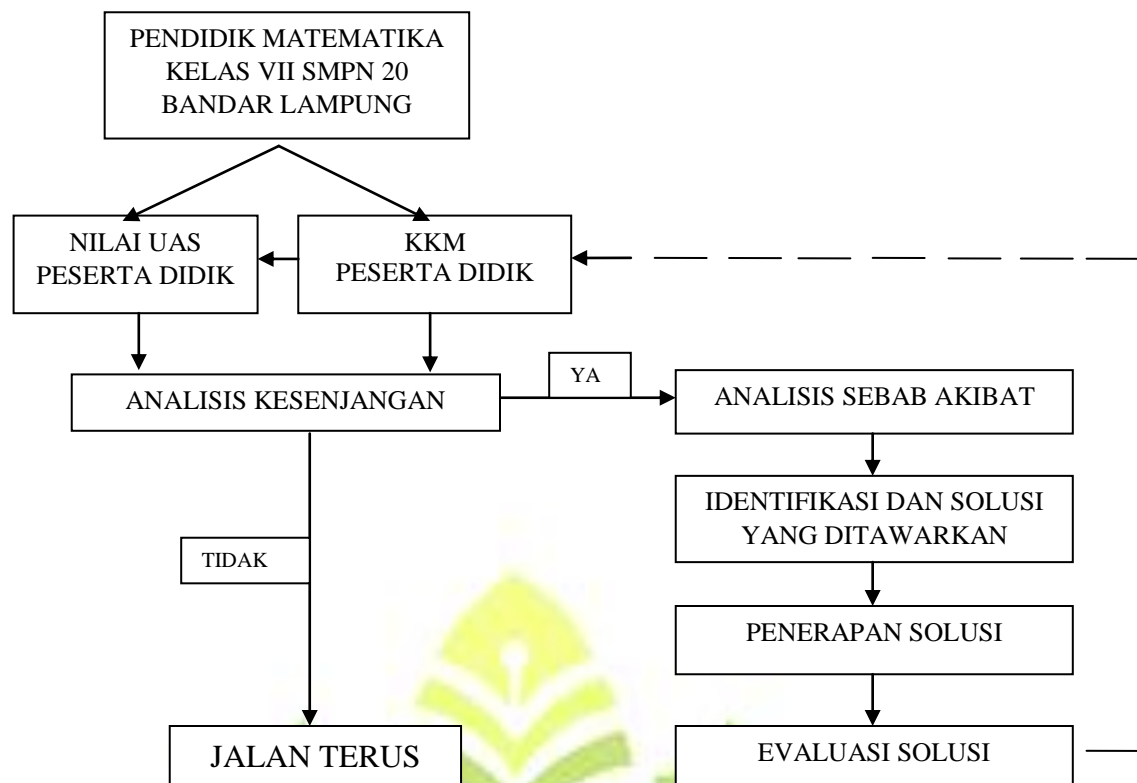 PENDIDIK MATEMATIKA
KELAS VII SMPN 20
BANDAR LAMPUNG
NILAI UAS
PESERTA DIDIK
KKM
PESERTA DIDIK
ANALISIS KESENJANGAN
YA
ANALISIS SEBAB AKIBAT
IDENTIFIKASI DAN SOLUSI
YANG DITAWARKAN
TIDAK
PENERAPAN SOLUSI
JALAN TERUS
EVALUASI SOLUSI